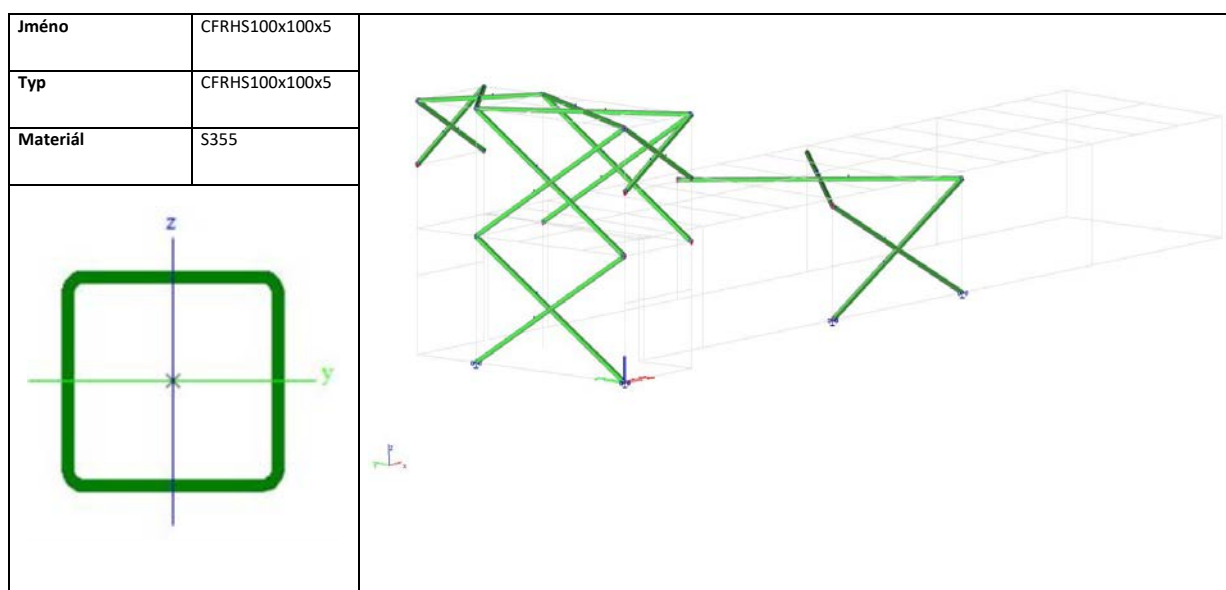 Jméno CFRHS100x100x5
Typ CFRHS100x100x5
Materiál S355
z
y